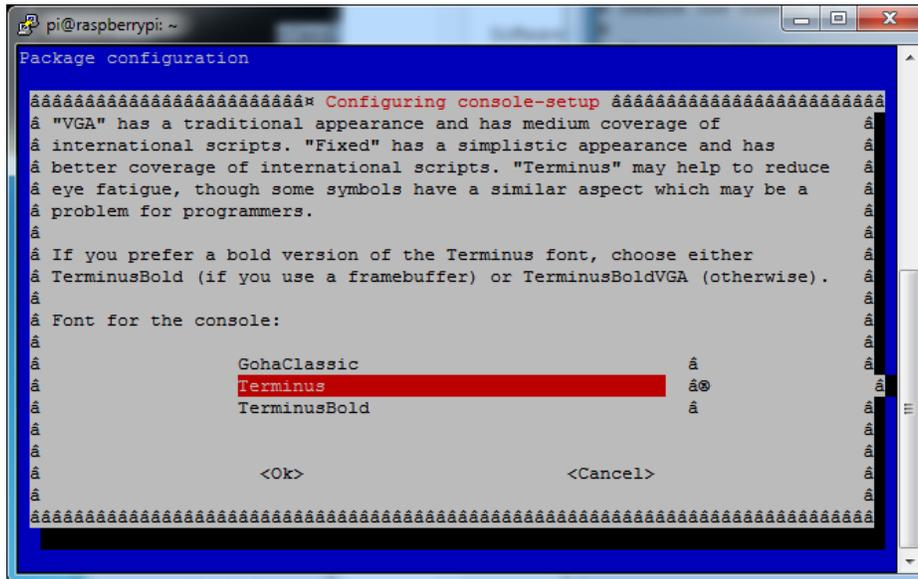 pi@raspberrypi: ~
Package configuration
âââââââââââââââââââââââââ¤ Configuring console-setup âââââââââââââââââââââââââ
â "VGA" has a traditional appearance and has medium coverage of â
â international scripts. "Fixed" has a simplistic appearance and has â
â better coverage of international scripts. "Terminus" may help to reduce â
â eye fatigue, though some symbols have a similar aspect which may be a â
â problem for programmers. â
â â
â If you prefer a bold version of the Terminus font, choose either â
â TerminusBold (if you use a framebuffer) or TerminusBoldVGA (otherwise). â
â â
â Font for the console: â
â â
â GohaClassic â â
â Terminus â® â
â TerminusBold â â
â â
â â
â <Ok> <Cancel> â
â â
âââââââââââââââââââââââââââââââââââââââââââââââââââââââââââââââââââââââââââââ